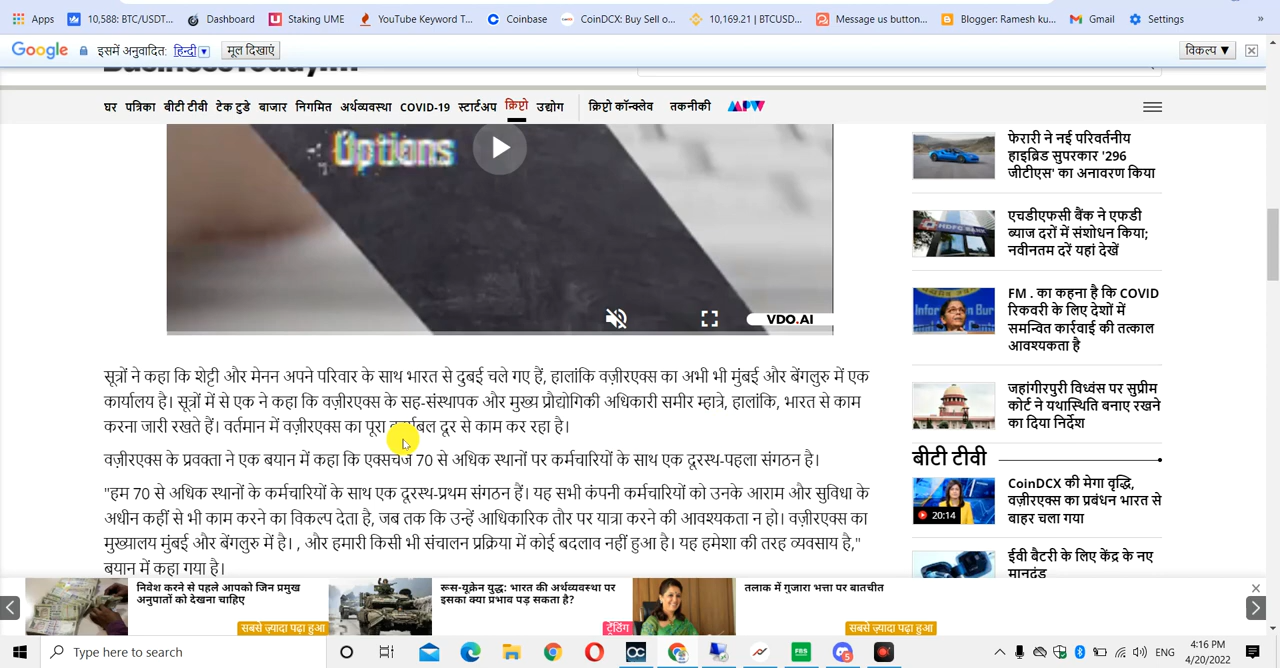 Apps
10,588: BTC/USDT...
Dashboard
Staking UME
YouTube Keyword T...
Coinbase
CoinDCX: Buy Sell o...
10,169.21 | BTCUSD...
Message us button...
Blogger: Ramesh ku...
Gmail
Settings
»
Google
इसमें अनुवादित: हिन्दी
मूल दिखाएं
विकल्प ▼
घर
पत्रिका
बीटी टीवी
टेक टुडे
बाजार
निगमित
अर्थव्यवस्था
COVID-19
स्टार्टअप
क्रिप्टो
उद्योग
क्रिप्टो कॉन्क्लेव
तकनीकी
MPW
Options
VDO.AI
सूत्रों ने कहा कि शेट्टी और मेनन अपने परिवार के साथ भारत से दुबई चले गए हैं, हालांकि वज़ीरएक्स का अभी भी मुंबई और बेंगलुरु में एक
कार्यालय है। सूत्रों में से एक ने कहा कि वज़ीरएक्स के सह-संस्थापक और मुख्य प्रौद्योगिकी अधिकारी समीर म्हात्रे, हालांकि, भारत से काम
करना जारी रखते हैं। वर्तमान में वज़ीरएक्स का पूरा दूर से काम कर रहा है।
वज़ीरएक्स के प्रवक्ता ने एक बयान में कहा कि एक्सचेंज 70 से अधिक स्थानों पर कर्मचारियों के साथ एक दूरस्थ-पहला संगठन है।
"हम 70 से अधिक स्थानों के कर्मचारियों के साथ एक दूरस्थ-प्रथम संगठन हैं। यह सभी कंपनी कर्मचारियों को उनके आराम और सुविधा के
अधीन कहीं से भी काम करने का विकल्प देता है, जब तक कि उन्हें आधिकारिक तौर पर यात्रा करने की आवश्यकता न हो। वज़ीरएक्स का
मुख्यालय मुंबई और बेंगलुरु में है। , और हमारी किसी भी संचालन प्रक्रिया में कोई बदलाव नहीं हुआ है। यह हमेशा की तरह व्यवसाय है,"
बयान में कहा गया है।
फेरारी ने नई परिवर्तनीय
हाइब्रिड सुपरकार '296
जीटीएस' का अनावरण किया
एचडीएफसी बैंक ने एफडी
ब्याज दरों में संशोधन किया;
नवीनतम दरें यहां देखें
FM . का कहना है कि COVID
रिकवरी के लिए देशों में
समन्वित कार्रवाई की तत्काल
आवश्यकता है
जहांगीरपुरी विध्वंस पर सुप्रीम
कोर्ट ने यथास्थिति बनाए रखने
का दिया निर्देश
बीटी टीवी
CoinDCX की मेगा वृद्धि,
वज़ीरएक्स का प्रबंधन भारत से
बाहर चला गया
20:14
ईवी बैटरी के लिए केंद्र के नए
मानदंड
निवेश करने से पहले आपको जिन प्रमुख
अनुपातों को देखना चाहिए
सबसे ज़्यादा पढ़ा हुआ
रूस-यूक्रेन युद्ध: भारत की अर्थव्यवस्था पर
इसका क्या प्रभाव पड़ सकता है?
ट्रेंडिंग
तलाक में गुजारा भत्ता पर बातचीत
सबसे ज़्यादा पढ़ा हुआ
Type here to search
ENG
4:16 PM
4/20/2022